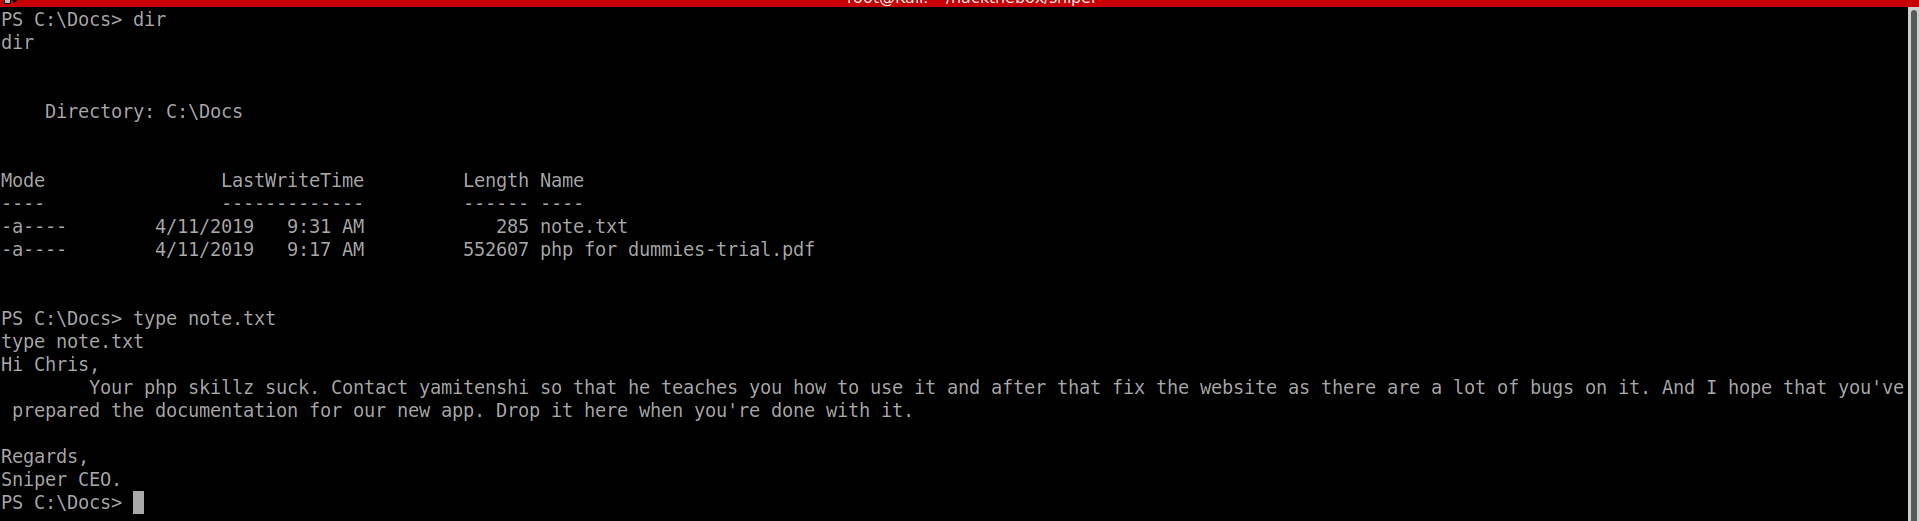 root@Kali: ~/hackthebox/sniper
PS C:\Docs> dir
dir
Directory: C:\Docs
Mode LastWriteTime Length Name
---- ------------- ------ ----
-a---- 4/11/2019 9:31 AM 285 note.txt
-a---- 4/11/2019 9:17 AM 552607 php for dummies-trial.pdf
PS C:\Docs> type note.txt
type note.txt
Hi Chris,
Your php skillz suck. Contact yamitenshi so that he teaches you how to use it and after that fix the website as there are a lot of bugs on it. And I hope that you've
prepared the documentation for our new app. Drop it here when you're done with it.
Regards,
Sniper CEO.
PS C:\Docs>